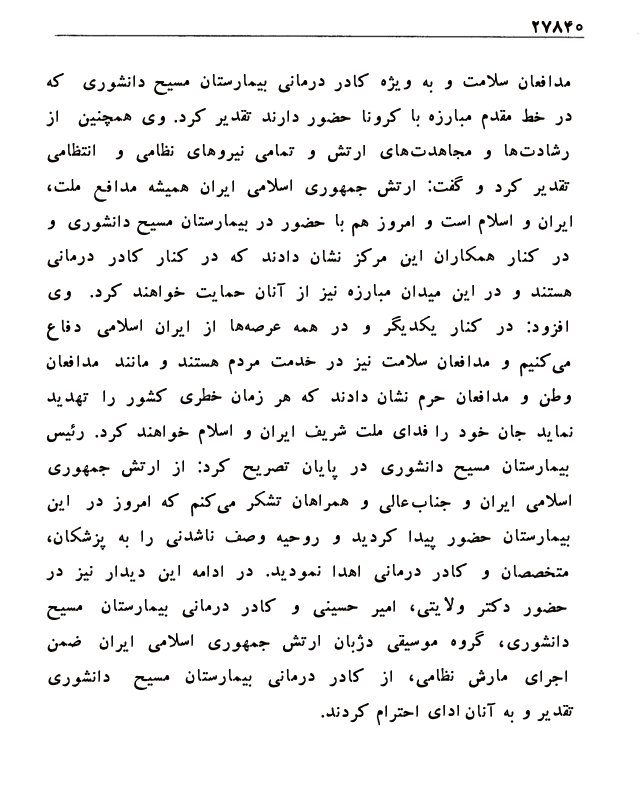 ۲۷۸۴۰
مدافعان سلامت و به ویژه کادر درمانی بیمارستان مسیح دانشوری که
در خط مقدم مبارزه با کرونا حضور دارند تقدیر کرد. وی همچنین از
رشادت‌ها و مجاهدت‌های ارتش و تمامی نیروهای نظامی و انتظامی
تقدیر کرد و گفت: ارتش جمهوری اسلامی ایران همیشه مدافع ملت،
ایران و اسلام است و امروز هم با حضور در بیمارستان مسیح دانشوری و
در کنار همکاران این مرکز نشان دادند که در کنار کادر درمانی
هستند و در این میدان مبارزه نیز از آنان حمایت خواهند کرد. وی
افزود: در کنار یکدیگر و در همه عرصه‌ها از ایران اسلامی دفاع
می‌کنیم و مدافعان سلامت نیز در خدمت مردم هستند و مانند مدافعان
وطن و مدافعان حرم نشان دادند که هر زمان خطری کشور را تهدید
نماید جان خود را فدای ملت شریف ایران و اسلام خواهند کرد. رئیس
بیمارستان مسیح دانشوری در پایان تصریح کرد: از ارتش جمهوری
اسلامی ایران و جناب‌عالی و همراهان تشکر می‌کنم که امروز در این
بیمارستان حضور پیدا کردید و روحیه وصف ناشدنی را به پزشکان،
متخصصان و کادر درمانی اهدا نمودید. در ادامه این دیدار نیز در
حضور دکتر ولایتی، امیر حسینی و کادر درمانی بیمارستان مسیح
دانشوری، گروه موسیقی دژبان ارتش جمهوری اسلامی ایران ضمن
اجرای مارش نظامی، از کادر درمانی بیمارستان مسیح دانشوری
تقدیر و به آنان ادای احترام کردند.